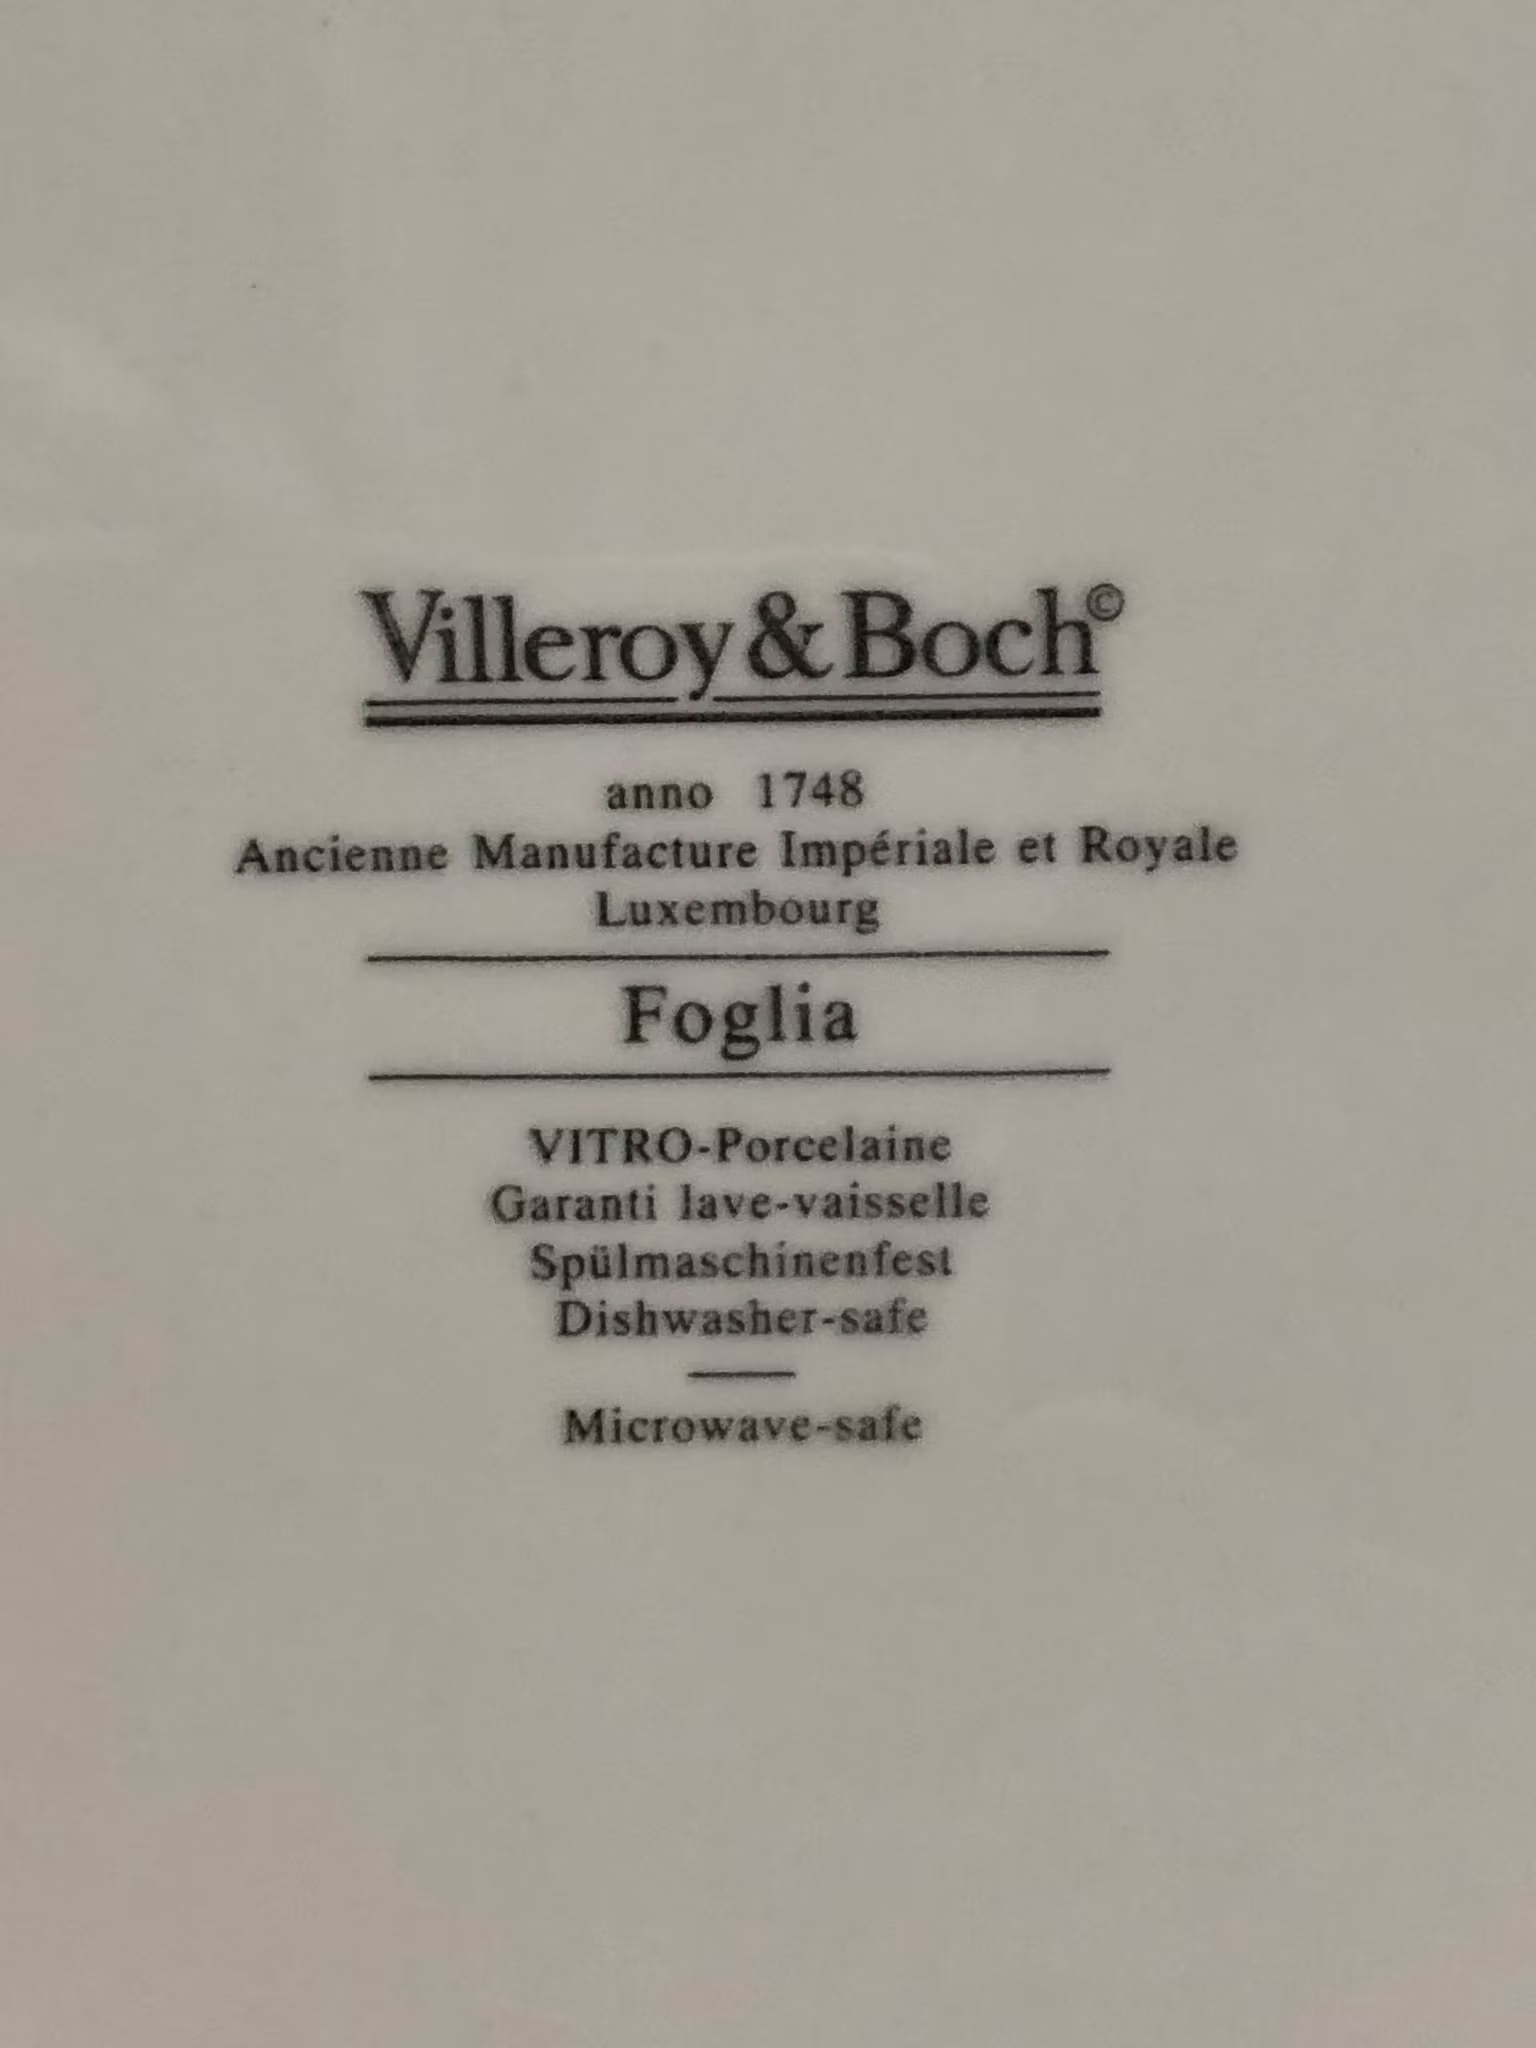 Villeroy & Boch©
anno 1748
Ancienne Manufacture Impériale et Royale
Luxembourg
Foglia
VITRO-Porcelaine
Garanti lave-vaisselle
Spülmaschinenfest
Dishwasher-safe
Microwave-safe